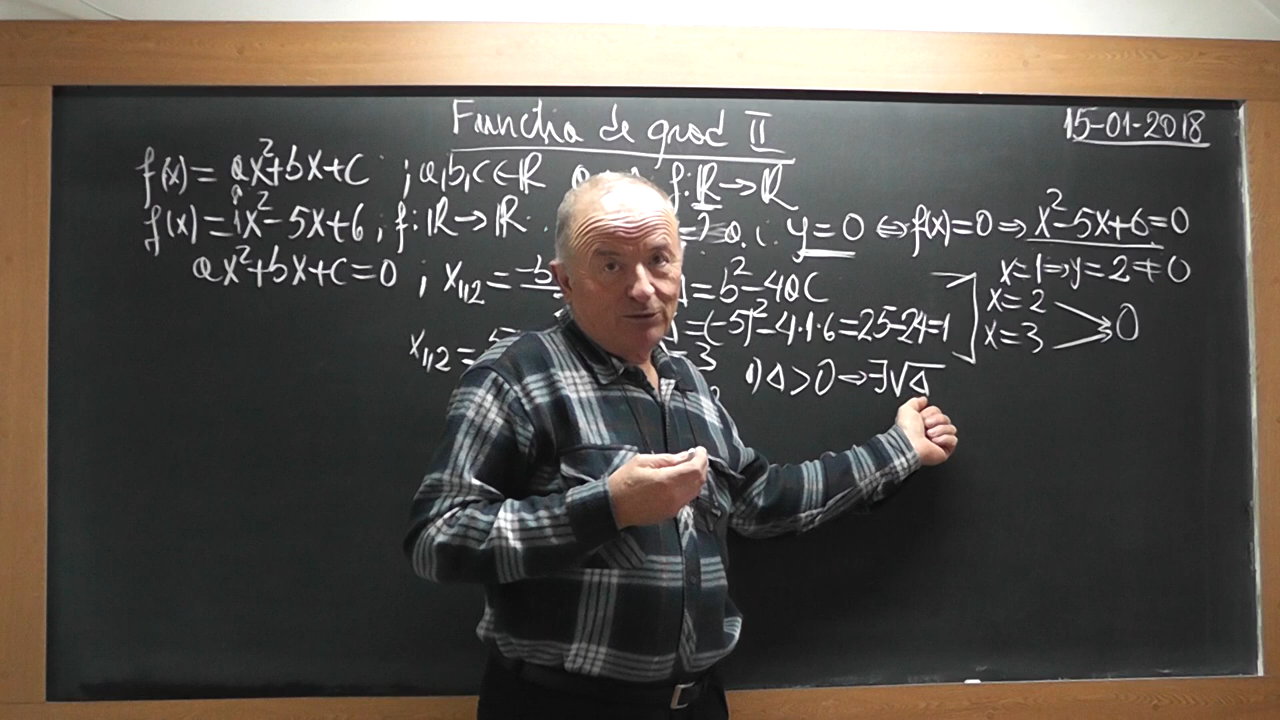 Functia de grad II
15-01-2018
f(x) = ax²+bx+c ; a,b,c∈ℝ f: ℝ→ℝ
f(x) = 1x²-5x+6 ; f: ℝ→ℝ. =? a.î. y=0 ⇔ f(x)=0 ⇒ x²-5x+6=0
ax²+bx+c=0 ; x₁,₂ = -b = b²-4ac x=1⇒y=2≠0
x₁,₂ = 5 = (-5)²-4·1·6=25-24=1 x=2
x=3 0
3 1) Δ>0 ⇒ ∃√Δ